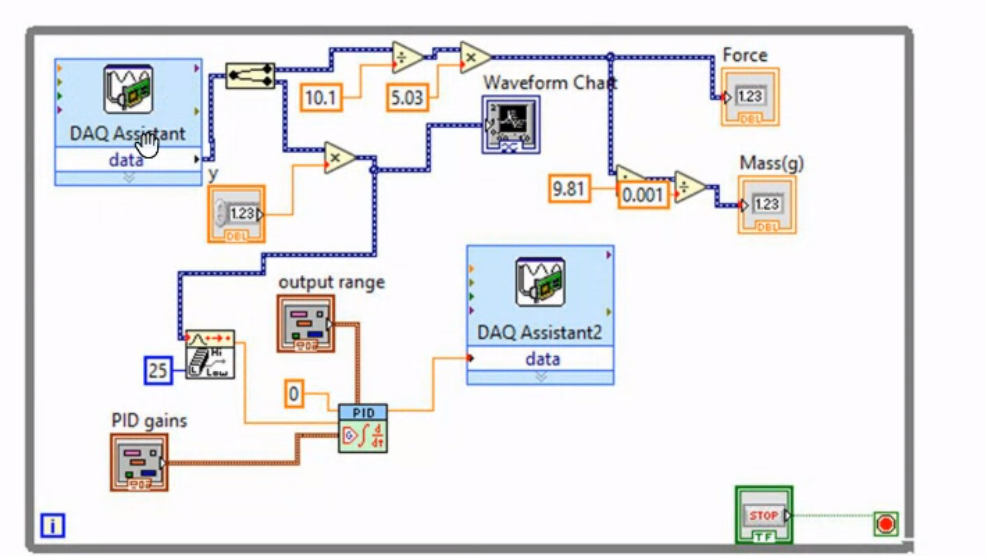 Force
10.1
5.03
Waveform Chart
1.23
DBL
DAQ Assistant
data
y
1.23
DBL
9.81
0.001
Mass(g)
1.23
DBL
output range
DAQ Assistant2
data
Hi
Low
25
0
PID
d
dt
PID gains
i
STOP
TF